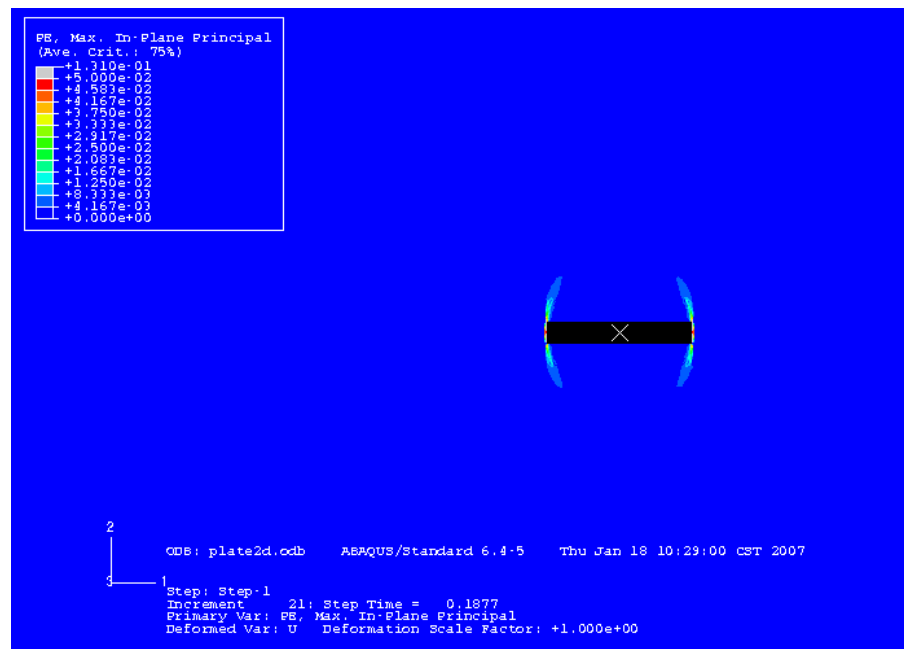 PE, Max. In-Plane Principal
(Ave. Crit.: 75%)
+1.310e-01
+5.000e-02
+4.583e-02
+4.167e-02
+3.750e-02
+3.333e-02
+2.917e-02
+2.500e-02
+2.083e-02
+1.667e-02
+1.250e-02
+8.333e-03
+4.167e-03
+0.000e+00
2
3
1
ODB: plate2d.odb ABAQUS/Standard 6.4-5 Thu Jan 18 10:29:00 CST 2007
Step: Step-1
Increment 21: Step Time = 0.1877
Primary Var: PE, Max. In-Plane Principal
Deformed Var: U Deformation Scale Factor: +1.000e+00